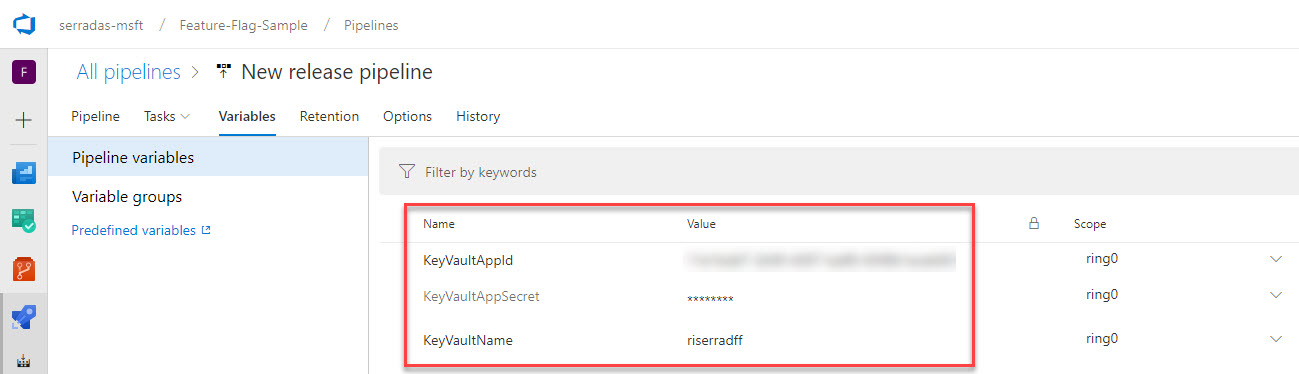 serradas-msft / Feature-Flag-Sample / Pipelines
F
All pipelines > New release pipeline
Pipeline Tasks Variables Retention Options History
Pipeline variables
Filter by keywords
Variable groups
Predefined variables
Name Value Scope
KeyVaultAppId ring0
KeyVaultAppSecret ******** ring0
KeyVaultName riserradff ring0